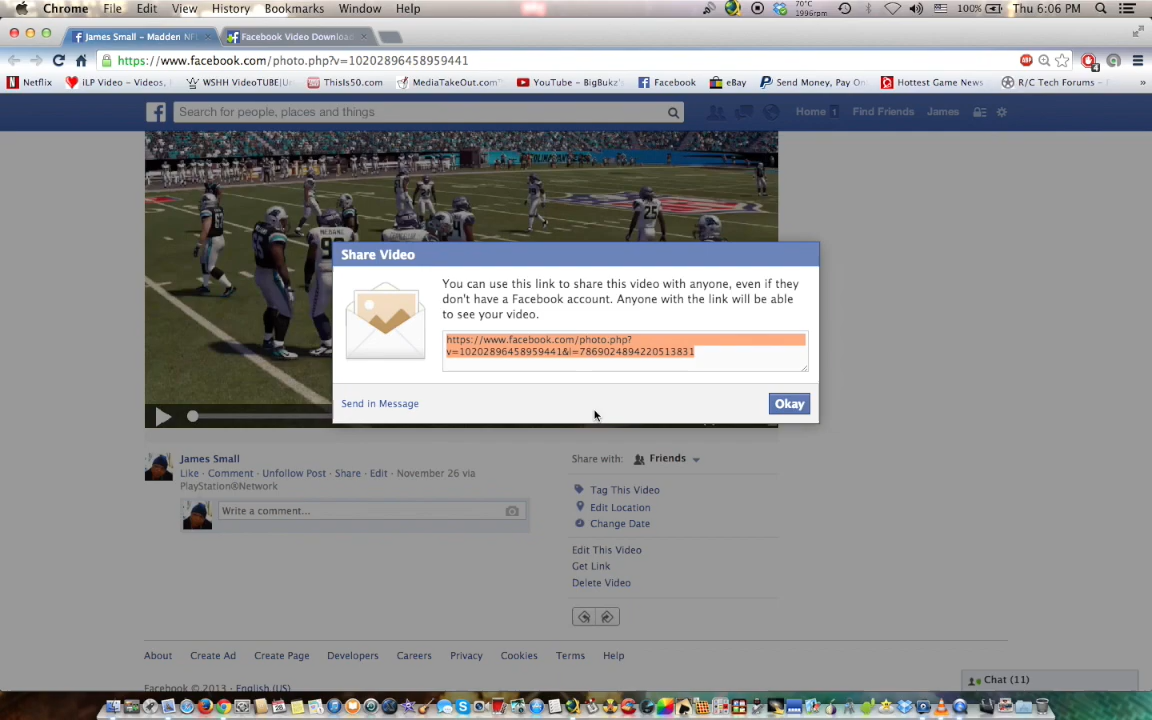 Chrome File Edit View History Bookmarks Window Help 70°C 1996rpm 100% Thu 6:06 PM
James Small – Madden NF Facebook Video Downloa
https://www.facebook.com/photo.php?v=10202896458959441
Netflix iLP Video – Videos, WSHH VideoTUBE|Ur ThisIs50.com MediaTakeOut.com YouTube – BigBukz's Facebook eBay Send Money, Pay On Hottest Game News R/C Tech Forums – »
Search for people, places and things Home 1 Find Friends James
25
Share Video
You can use this link to share this video with anyone, even if they
don't have a Facebook account. Anyone with the link will be able
to see your video.
https://www.facebook.com/photo.php?
v=10202896458959441&l=7869024894220513831
Send in Message Okay
James Small
Like · Comment · Unfollow Post · Share · Edit · November 26 via
PlayStation®Network
Write a comment...
Share with: Friends
Tag This Video
Edit Location
Change Date
Edit This Video
Get Link
Delete Video
About Create Ad Create Page Developers Careers Privacy Cookies Terms Help
Facebook © 2013 · English (US)
Chat (11)